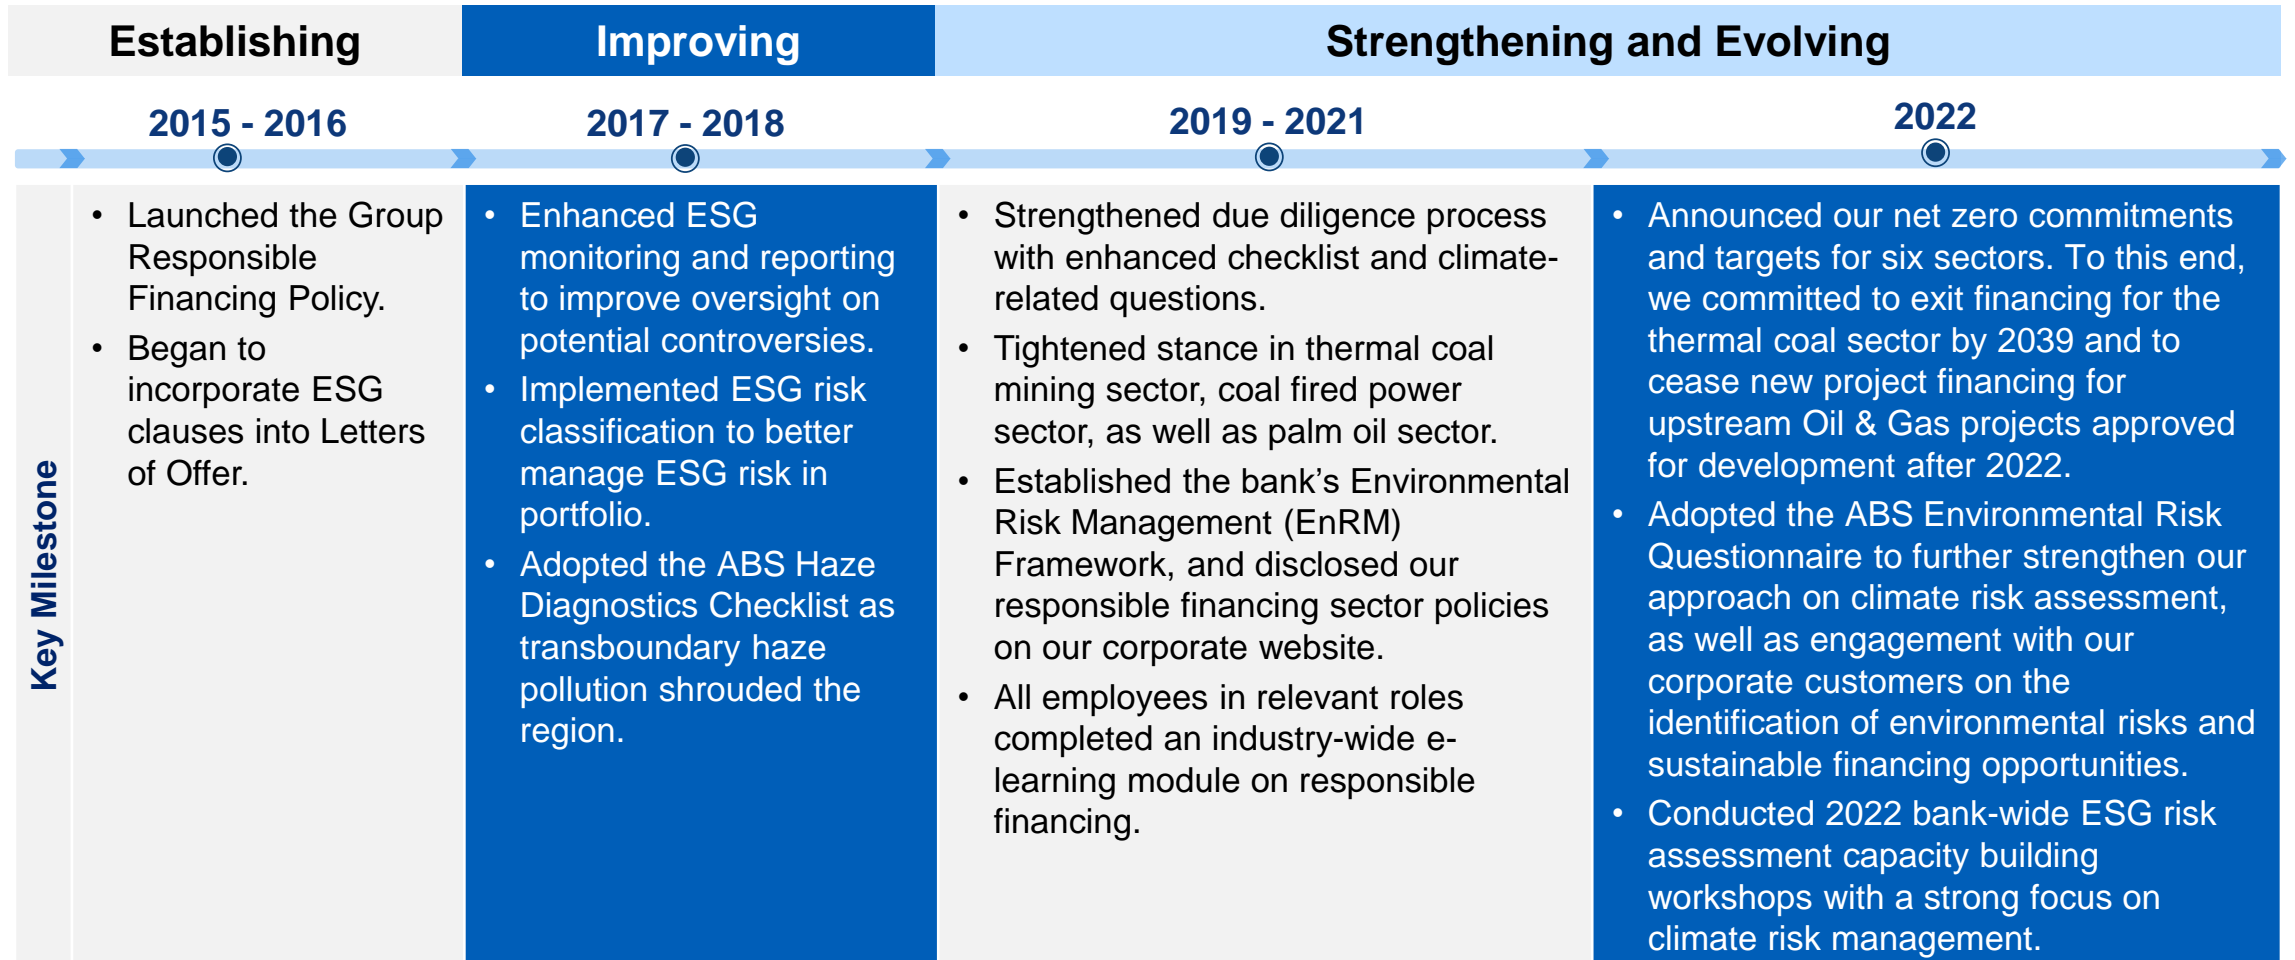 Establishing
Improving
Strengthening and Evolving
2015 - 2016
2017 - 2018
2019 - 2021
2022
Key Milestone
• Launched the Group
Responsible
Financing Policy.
• Began to
incorporate ESG
clauses into Letters
of Offer.
• Enhanced ESG
monitoring and reporting
to improve oversight on
potential controversies.
• Implemented ESG risk
classification to better
manage ESG risk in
portfolio.
• Adopted the ABS Haze
Diagnostics Checklist as
transboundary haze
pollution shrouded the
region.
• Strengthened due diligence process
with enhanced checklist and climate-
related questions.
• Tightened stance in thermal coal
mining sector, coal fired power
sector, as well as palm oil sector.
• Established the bank’s Environmental
Risk Management (EnRM)
Framework, and disclosed our
responsible financing sector policies
on our corporate website.
• All employees in relevant roles
completed an industry-wide e-
learning module on responsible
financing.
• Announced our net zero commitments
and targets for six sectors. To this end,
we committed to exit financing for the
thermal coal sector by 2039 and to
cease new project financing for
upstream Oil & Gas projects approved
for development after 2022.
• Adopted the ABS Environmental Risk
Questionnaire to further strengthen our
approach on climate risk assessment,
as well as engagement with our
corporate customers on the
identification of environmental risks and
sustainable financing opportunities.
• Conducted 2022 bank-wide ESG risk
assessment capacity building
workshops with a strong focus on
climate risk management.